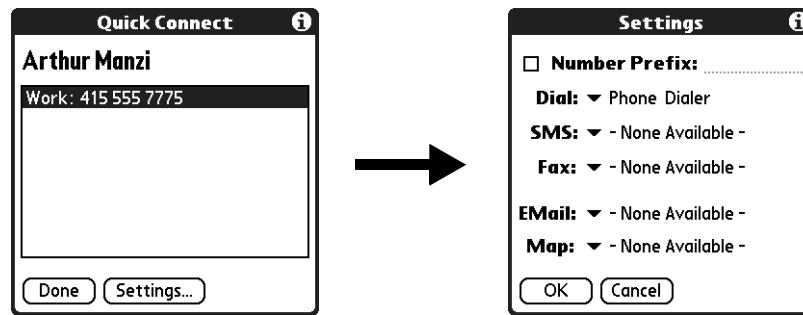 Quick Connect
Arthur Manzi
Work: 415 555 7775
Done Settings...
Settings
Number Prefix:
Dial: Phone Dialer
SMS: - None Available -
Fax: - None Available -
EMail: - None Available -
Map: - None Available -
OK Cancel